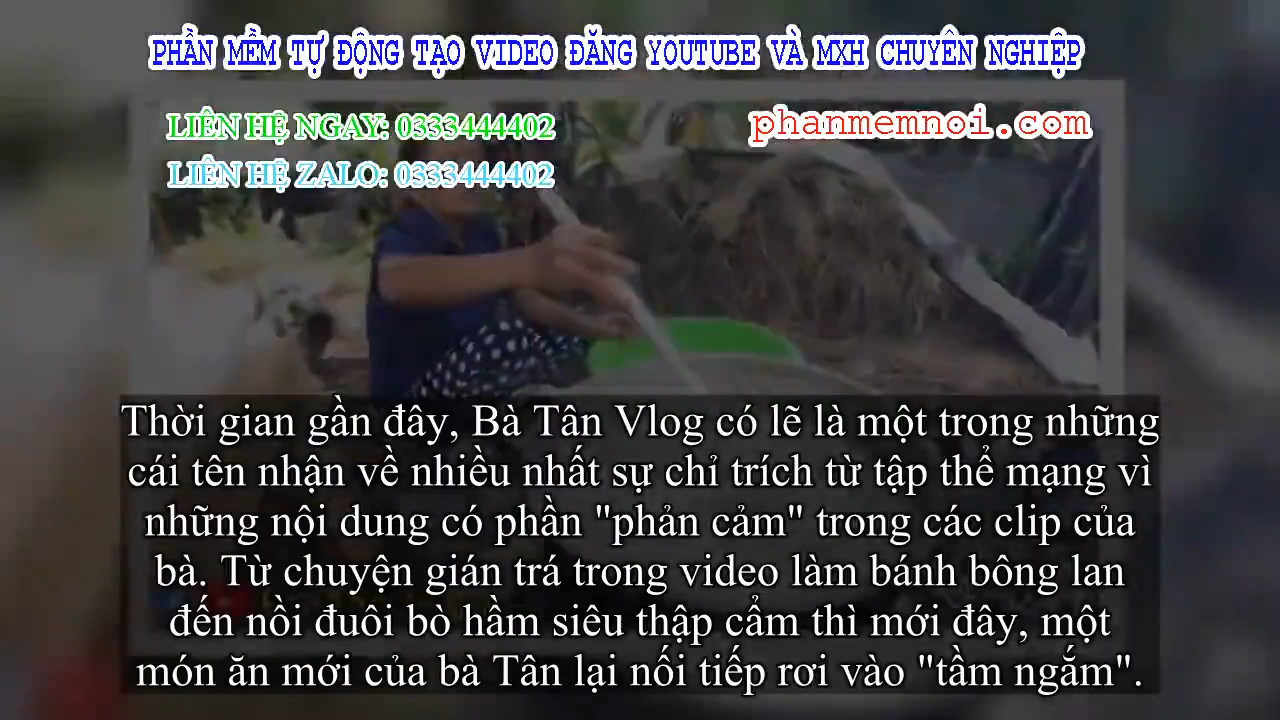 PHẦN MỀM TỰ ĐỘNG TẠO VIDEO ĐĂNG YOUTUBE VÀ MXH CHUYÊN NGHIỆP
LIÊN HỆ NGAY: 0333444402
phanmemnoi.com
LIÊN HỆ ZALO: 0333444402
Thời gian gần đây, Bà Tân Vlog có lẽ là một trong những
cái tên nhận về nhiều nhất sự chỉ trích từ tập thể mạng vì
những nội dung có phần "phản cảm" trong các clip của
bà. Từ chuyện gián trá trong video làm bánh bông lan
đến nồi đuôi bò hầm siêu thập cẩm thì mới đây, một
món ăn mới của bà Tân lại nối tiếp rơi vào "tầm ngắm".